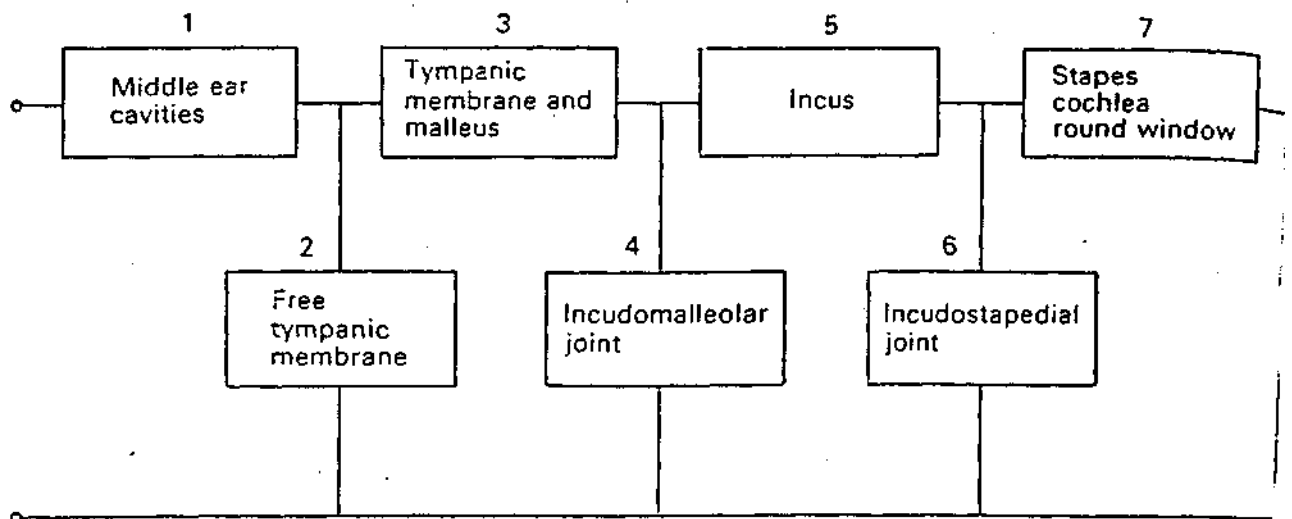 1
Middle ear
cavities
3
Tympanic
membrane and
malleus
5
Incus
7
Stapes
cochlea
round window
2
Free
tympanic
membrane
4
Incudomalleolar
joint
6
Incudostapedial
joint